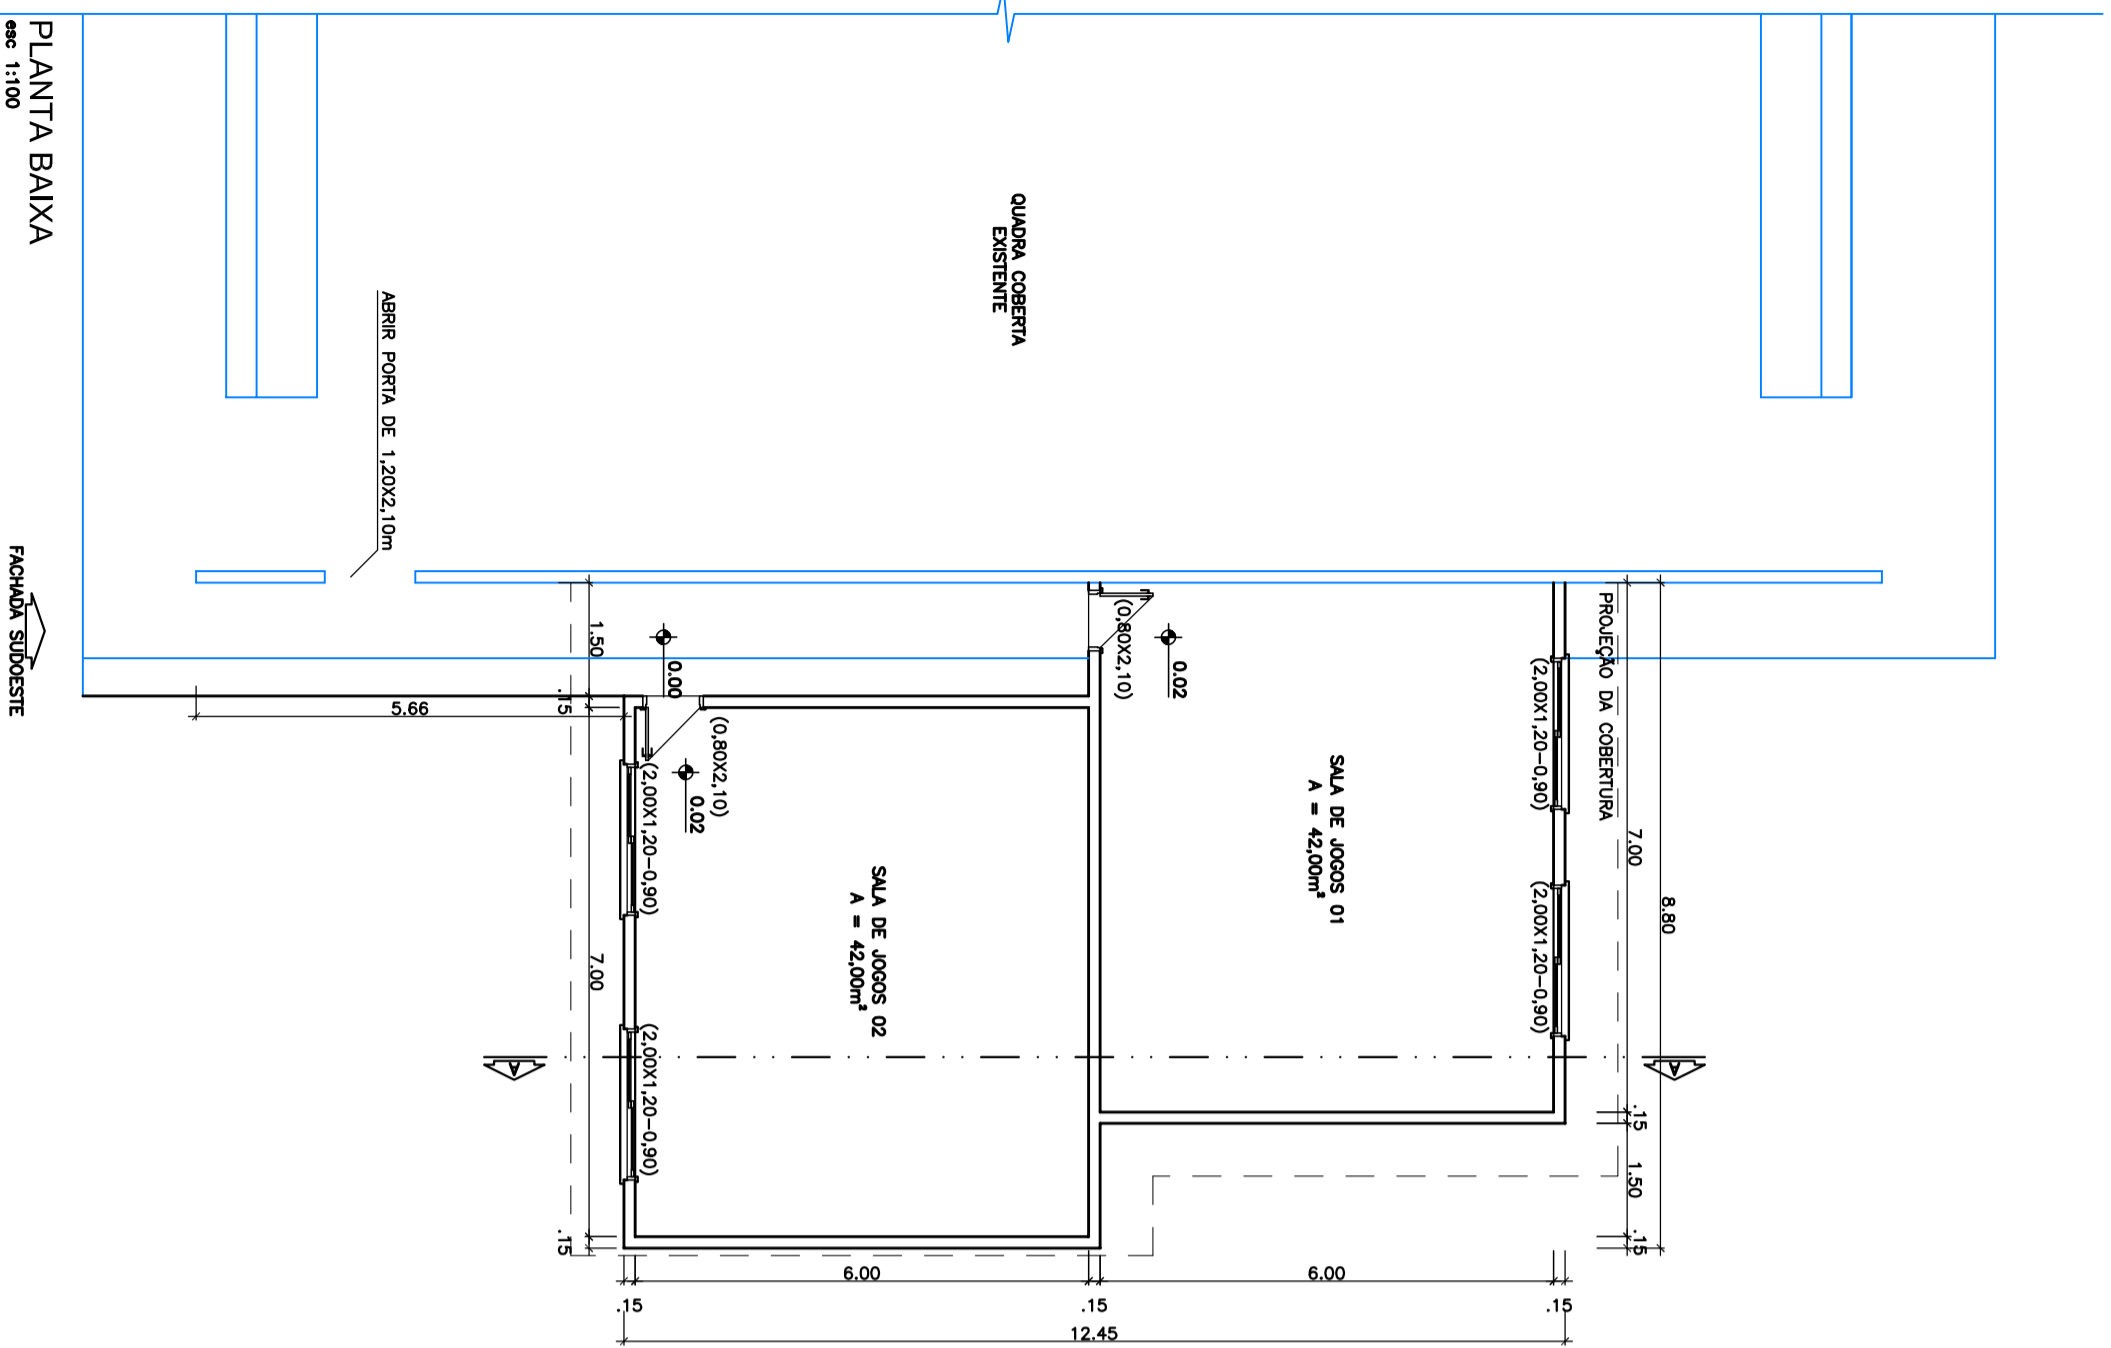 PLANTA BAIXA
esc 1:100
QUADRA COBERTA
EXISTENTE
ABRIR PORTA DE 1,20X2,10m
FACHADA SUDOESTE
PROJEÇÃO DA COBERTURA
SALA DE JOGOS 01
A = 42,00m²
(0,80X2,10)
0.02
(2,00X1,20-0,90)
(2,00X1,20-0,90)
SALA DE JOGOS 02
A = 42,00m²
(0,80X2,10)
0.02
0.00
(2,00X1,20-0,90)
(2,00X1,20-0,90)
7.00
8.80
.15
1.50
.15
1.50
.15
7.00
.15
5.66
A
A
6.00
6.00
.15
.15
.15
12.45